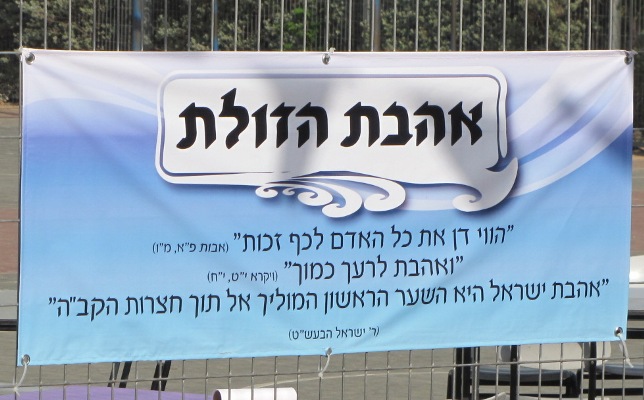 אהבת הזולת
"הווי דן את כל האדם לכף זכות" (אבות פ"א, מ"ו)
"ואהבת לרעך כמוך" (ויקרא י"ט, י"ח)
"אהבת ישראל היא השער הראשון המוליך אל תוך חצרות הקב"ה"
(ר' ישראל הבעש"ט)